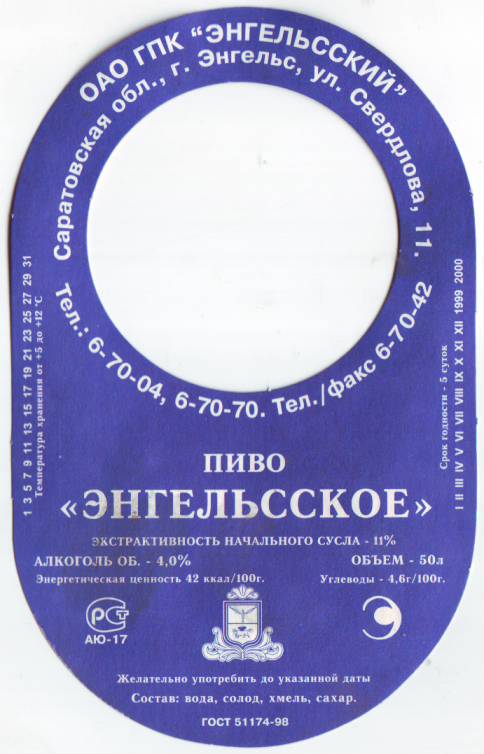 ОАО ГПК "ЭНГЕЛЬССКИЙ"
Саратовская обл., г. Энгельс, ул. Свердлова, 11.
Тел.: 6-70-04, 6-70-70. Тел./факс 6-70-42
1 3 5 7 9 11 13 15 17 19 21 23 25 27 29 31
Температура хранения от +5 до +12 °С
Срок годности - 5 суток
I II III IV V VI VII VIII IX X XI XII 1999 2000
ПИВО
«ЭНГЕЛЬССКОЕ»
ЭКСТРАКТИВНОСТЬ НАЧАЛЬНОГО СУСЛА - 11%
АЛКОГОЛЬ ОБ. - 4,0% ОБЪЕМ - 50л
Энергетическая ценность 42 ккал/100г. Углеводы - 4,6г/100г.
РСТ
АЮ-17
Желательно употребить до указанной даты
Состав: вода, солод, хмель, сахар.
ГОСТ 51174-98